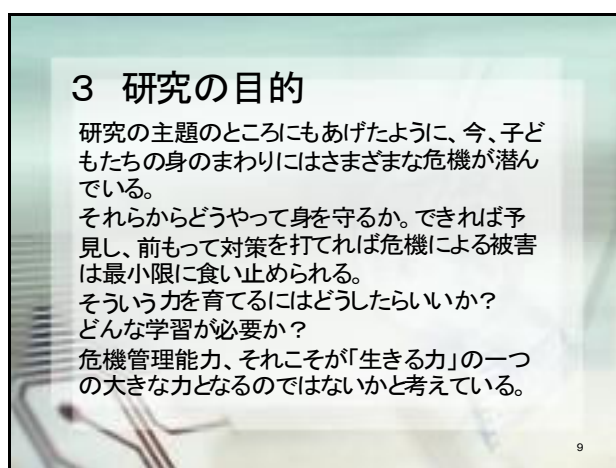 ３　研究の目的
研究の主題のところにもあげたように、今、子ど
もたちの身のまわりにはさまざまな危機が潜ん
でいる。
それらからどうやって身を守るか。できれば予
見し、前もって対策を打てれば危機による被害
は最小限に食い止められる。
そういう力を育てるにはどうしたらいいか？
どんな学習が必要か？
危機管理能力、それこそが「生きる力」の一つ
の大きな力となるのではないかと考えている。
9